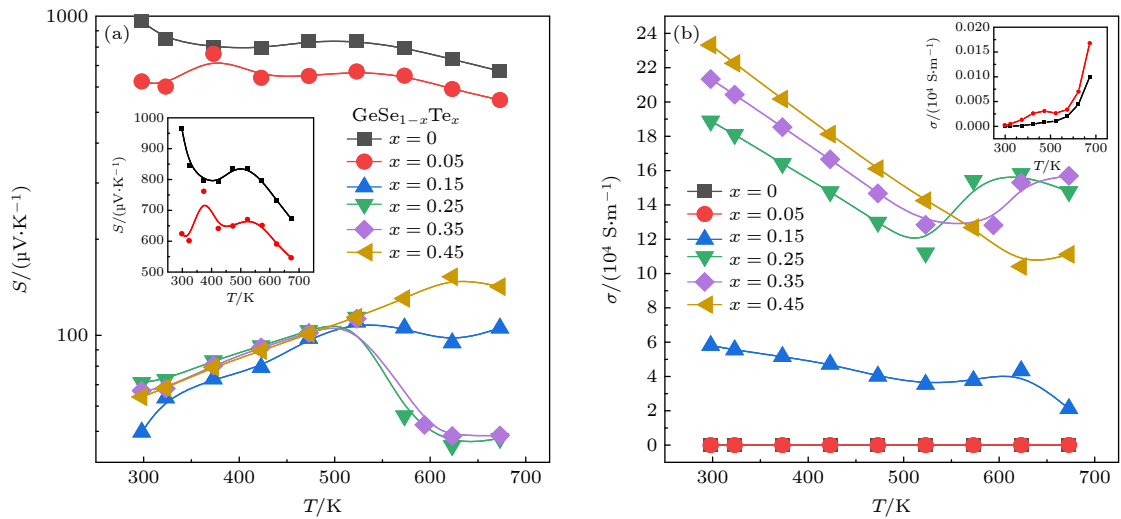 (a)
1000
100
S/(μV·K⁻¹)
300
400
500
600
700
T/K
GeSe₁₋ₓTeₓ
x = 0
x = 0.05
x = 0.15
x = 0.25
x = 0.35
x = 0.45
1000
900
800
700
600
500
S/(μV·K⁻¹)
300 400 500 600 700
T/K
(b)
24
22
20
18
16
14
12
10
8
6
4
2
0
σ/(10⁴ S·m⁻¹)
300
400
500
600
700
T/K
x = 0
x = 0.05
x = 0.15
x = 0.25
x = 0.35
x = 0.45
0.020
0.015
0.010
0.005
0.000
σ/(10⁴ S·m⁻¹)
300 400 500 600 700
T/K